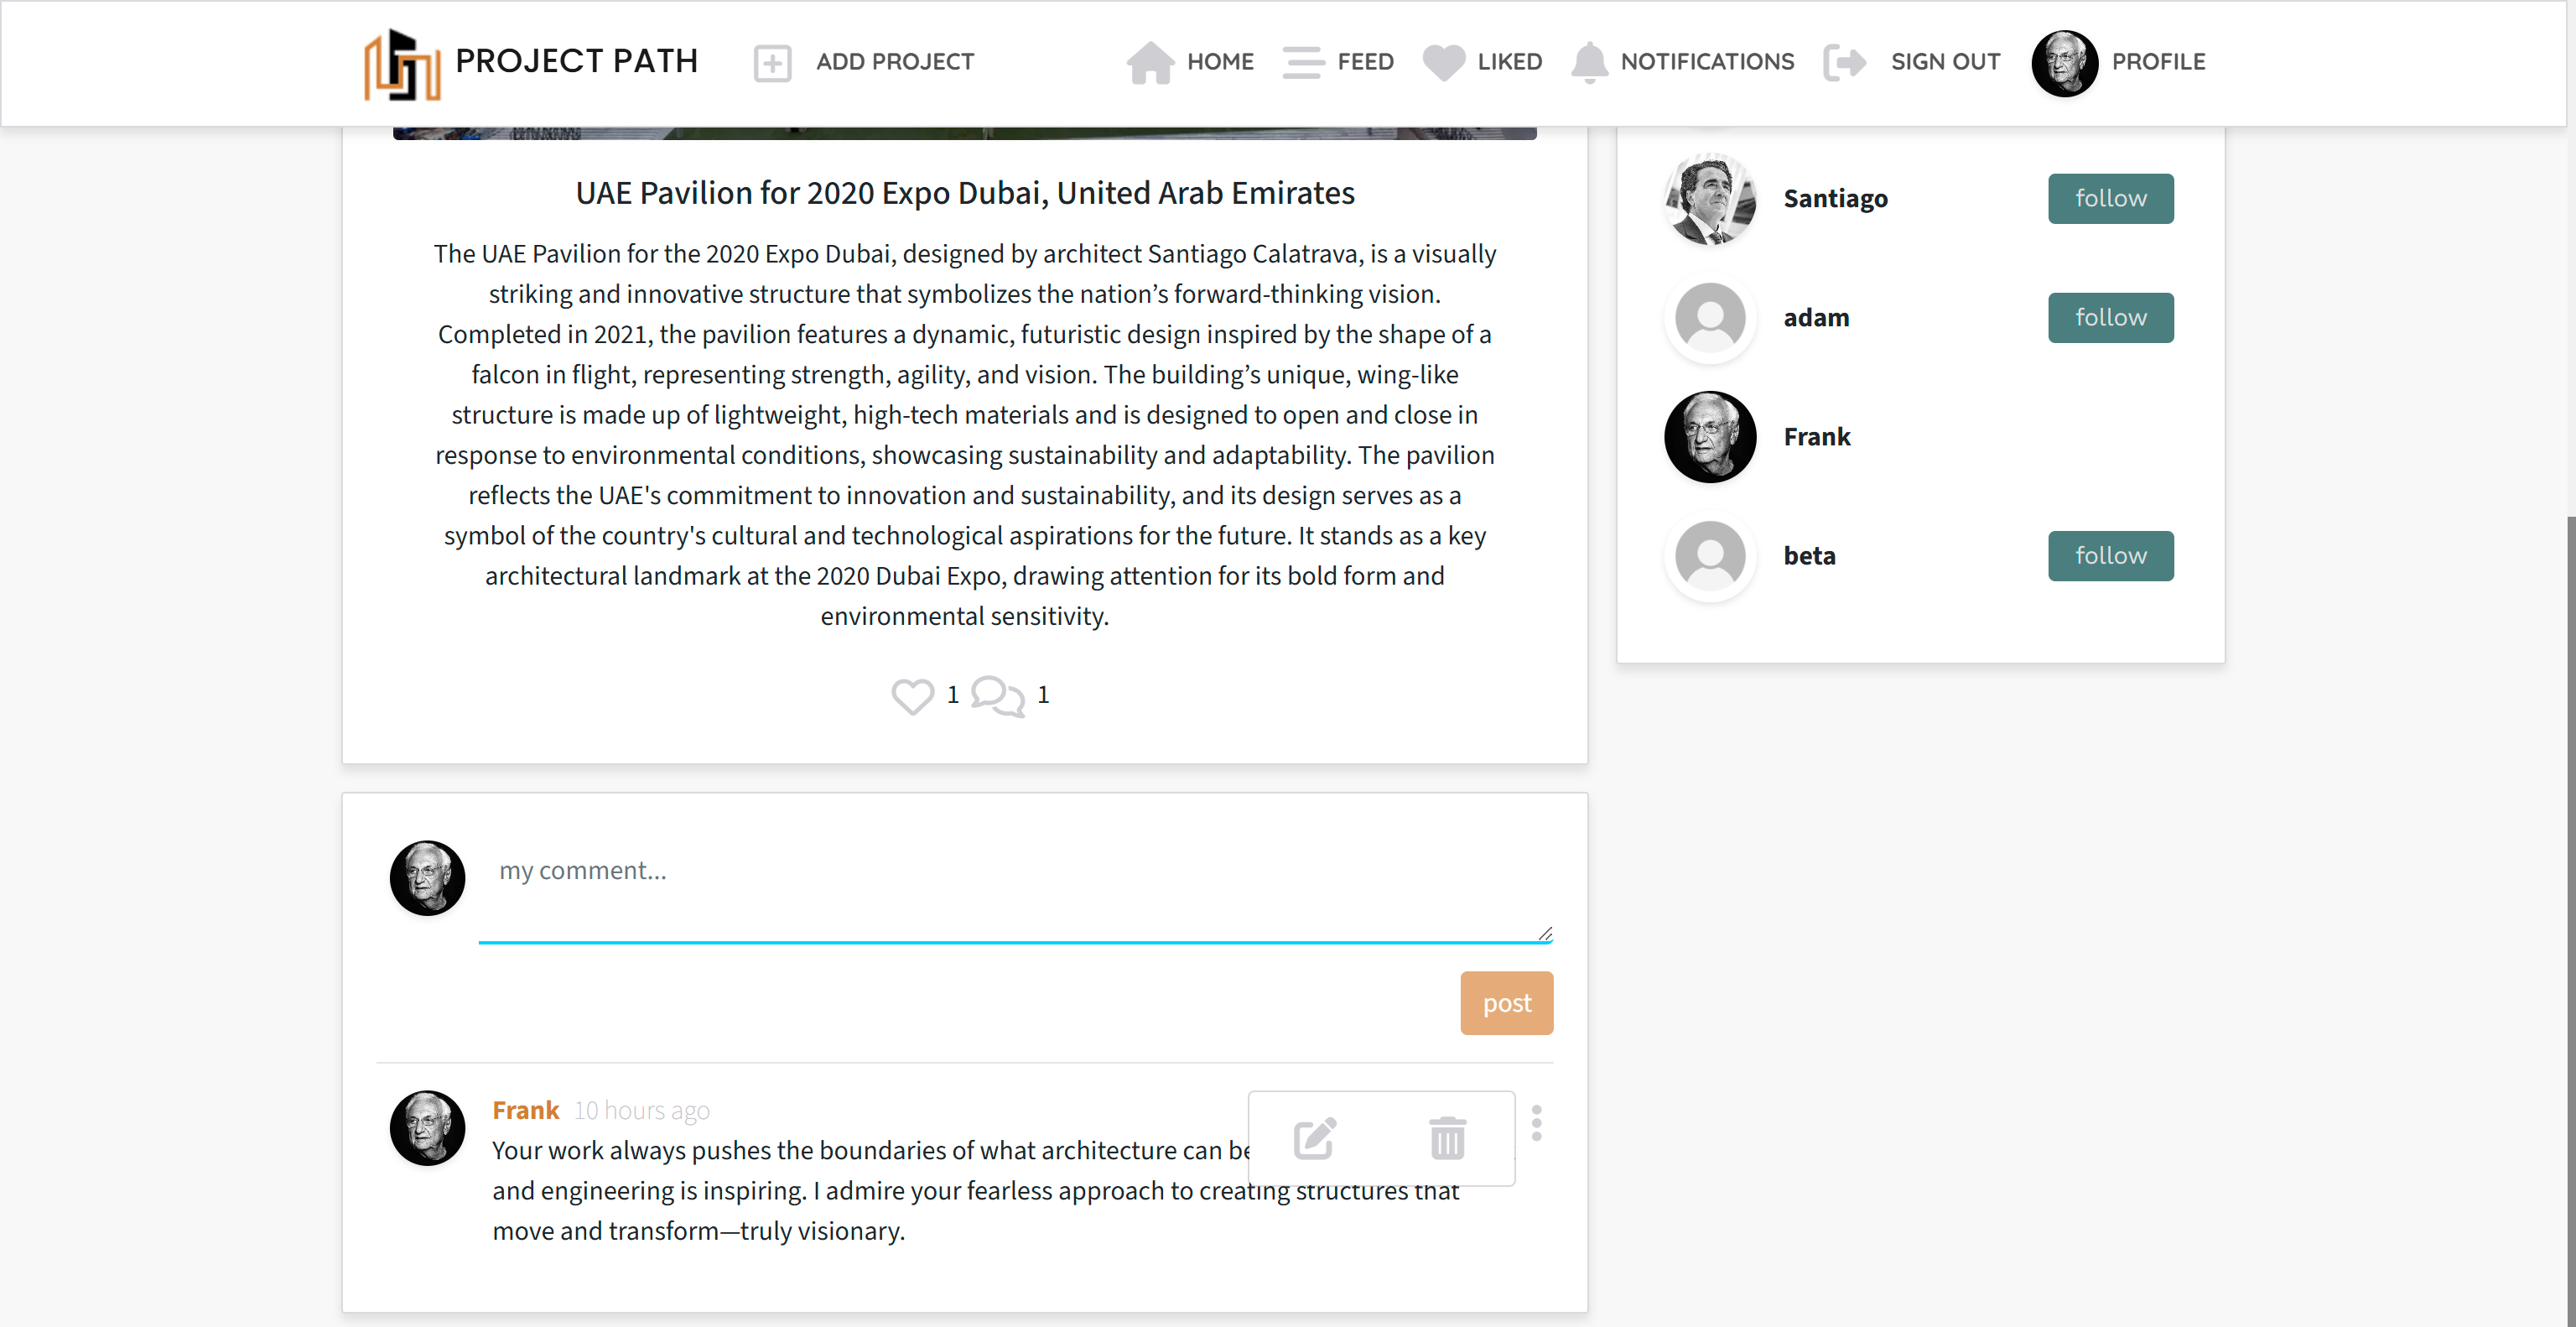 PROJECT PATH
ADD PROJECT
HOME
FEED
LIKED
NOTIFICATIONS
SIGN OUT
PROFILE
UAE Pavilion for 2020 Expo Dubai, United Arab Emirates
The UAE Pavilion for the 2020 Expo Dubai, designed by architect Santiago Calatrava, is a visually
striking and innovative structure that symbolizes the nation’s forward-thinking vision.
Completed in 2021, the pavilion features a dynamic, futuristic design inspired by the shape of a
falcon in flight, representing strength, agility, and vision. The building’s unique, wing-like
structure is made up of lightweight, high-tech materials and is designed to open and close in
response to environmental conditions, showcasing sustainability and adaptability. The pavilion
reflects the UAE's commitment to innovation and sustainability, and its design serves as a
symbol of the country's cultural and technological aspirations for the future. It stands as a key
architectural landmark at the 2020 Dubai Expo, drawing attention for its bold form and
environmental sensitivity.
1
1
my comment...
post
Frank 10 hours ago
Your work always pushes the boundaries of what architecture can be
and engineering is inspiring. I admire your fearless approach to creating structures that
move and transform—truly visionary.
Santiago
follow
adam
follow
Frank
beta
follow